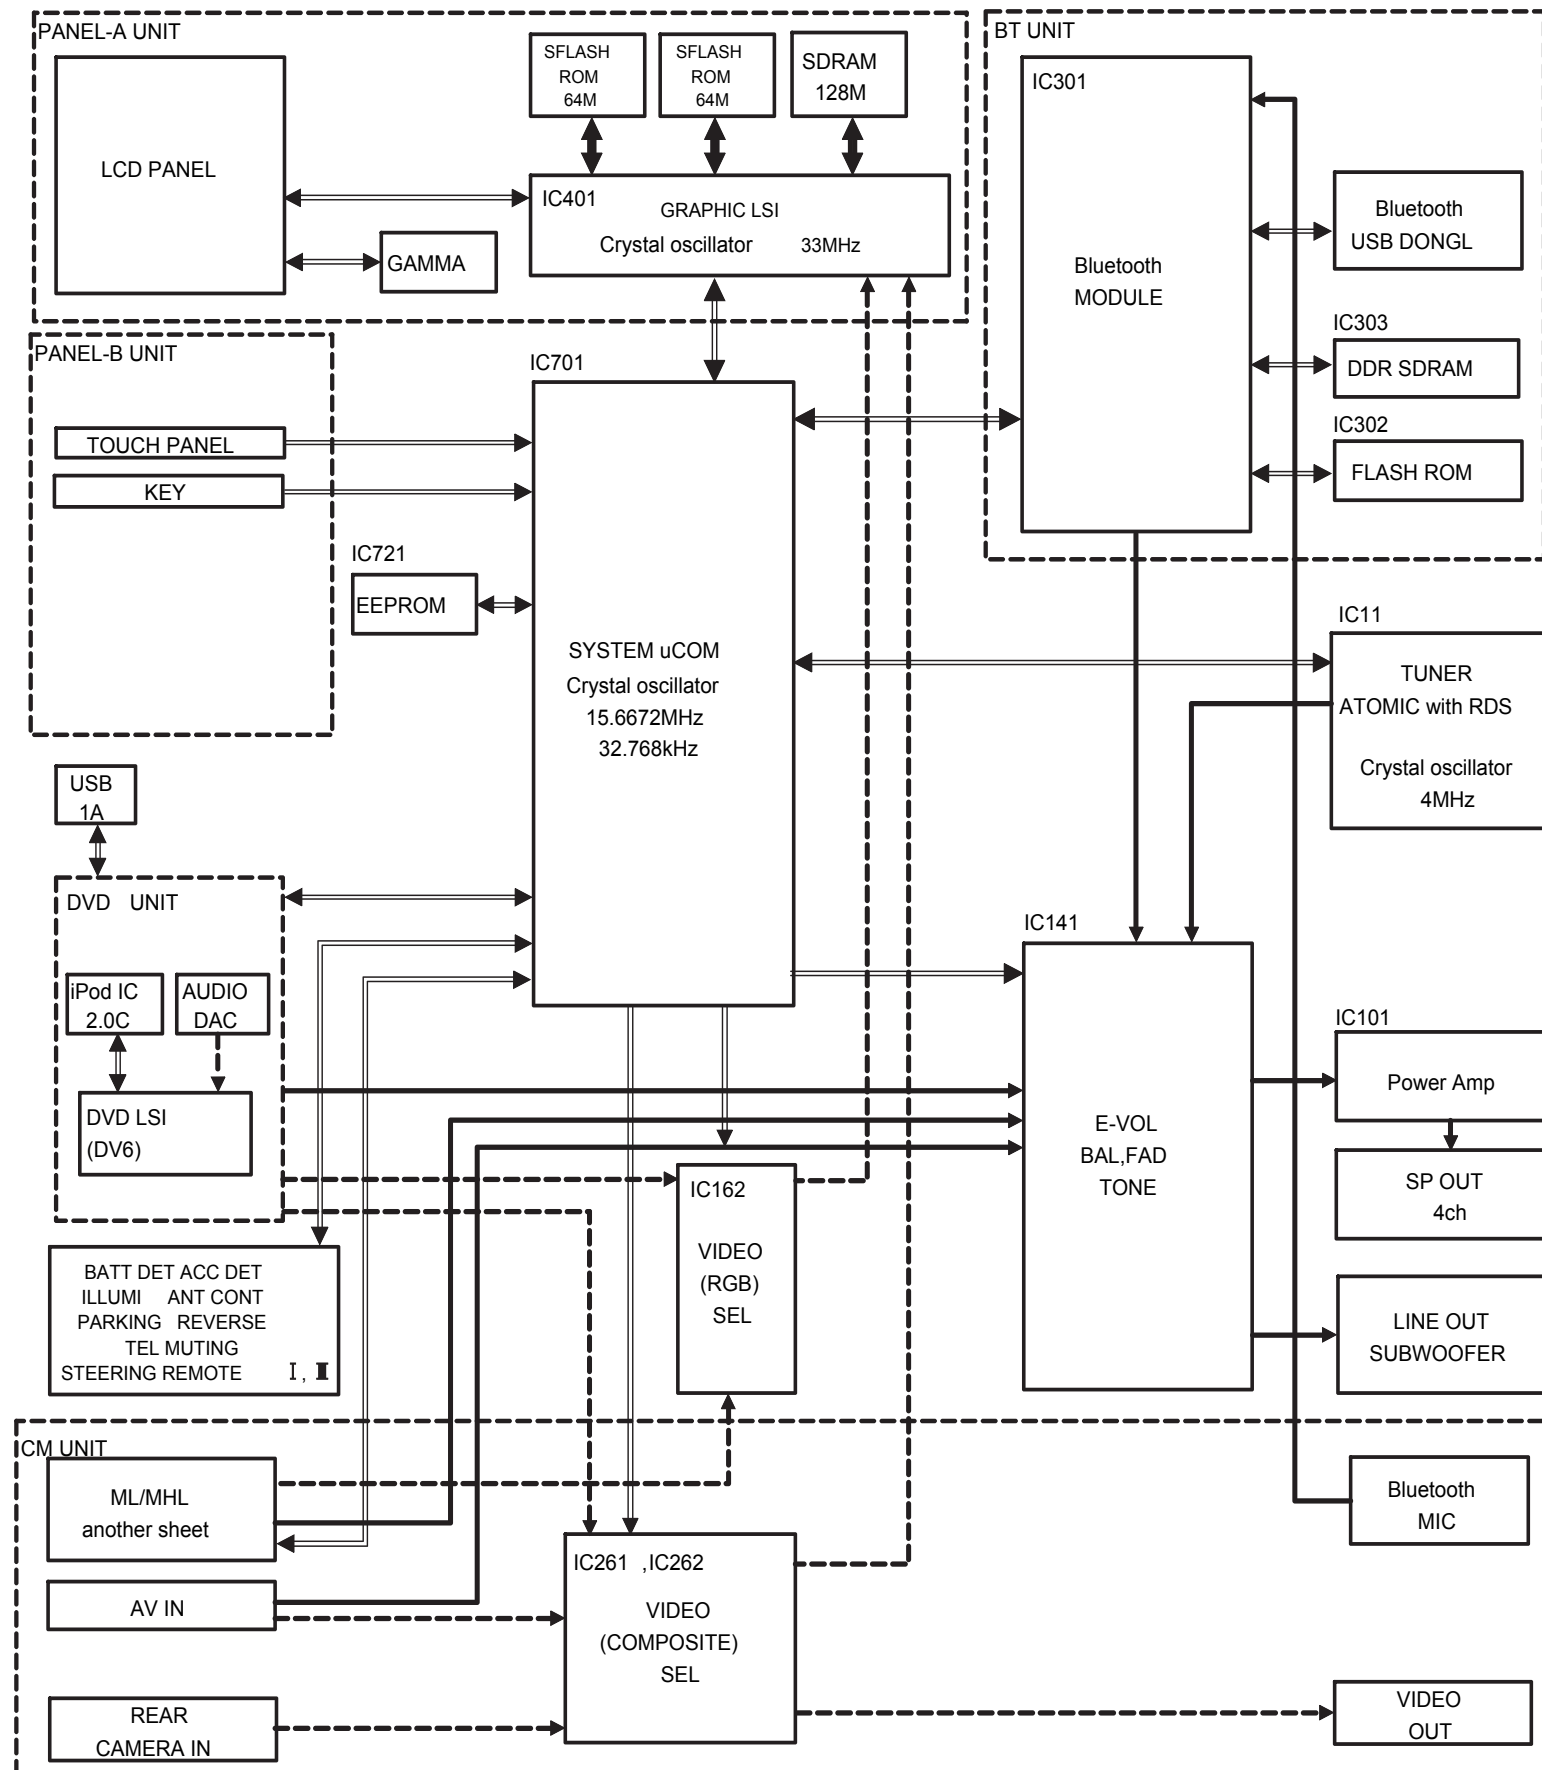 PANEL-A UNIT
LCD PANEL
GAMMA
SFLASH
ROM
64M
SFLASH
ROM
64M
SDRAM
128M
IC401
GRAPHIC LSI
Crystal oscillator 33MHz
BT UNIT
IC301
Bluetooth
MODULE
Bluetooth
USB DONGL
IC303
DDR SDRAM
IC302
FLASH ROM
PANEL-B UNIT
TOUCH PANEL
KEY
IC721
EEPROM
IC701
SYSTEM uCOM
Crystal oscillator
15.6672MHz
32.768kHz
IC11
TUNER
ATOMIC with RDS
Crystal oscillator
4MHz
USB
1A
DVD UNIT
iPod IC
2.0C
AUDIO
DAC
DVD LSI
(DV6)
BATT DET ACC DET
ILLUMI ANT CONT
PARKING REVERSE
TEL MUTING
STEERING REMOTE Ⅰ, Ⅱ
IC162
VIDEO
(RGB)
SEL
IC141
E-VOL
BAL,FAD
TONE
IC101
Power Amp
SP OUT
4ch
LINE OUT
SUBWOOFER
CM UNIT
ML/MHL
another sheet
AV IN
REAR
CAMERA IN
IC261 ,IC262
VIDEO
(COMPOSITE)
SEL
Bluetooth
MIC
VIDEO
OUT